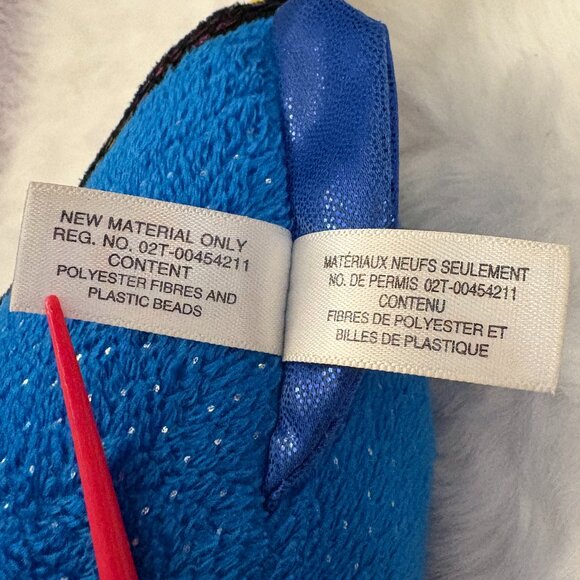 NEW MATERIAL ONLY
REG. NO. 02T-00454211
CONTENT
POLYESTER FIBRES AND
PLASTIC BEADS
MATÉRIAUX NEUFS SEULEMENT
NO. DE PERMIS 02T-00454211
CONTENU
FIBRES DE POLYESTER ET
BILLES DE PLASTIQUE